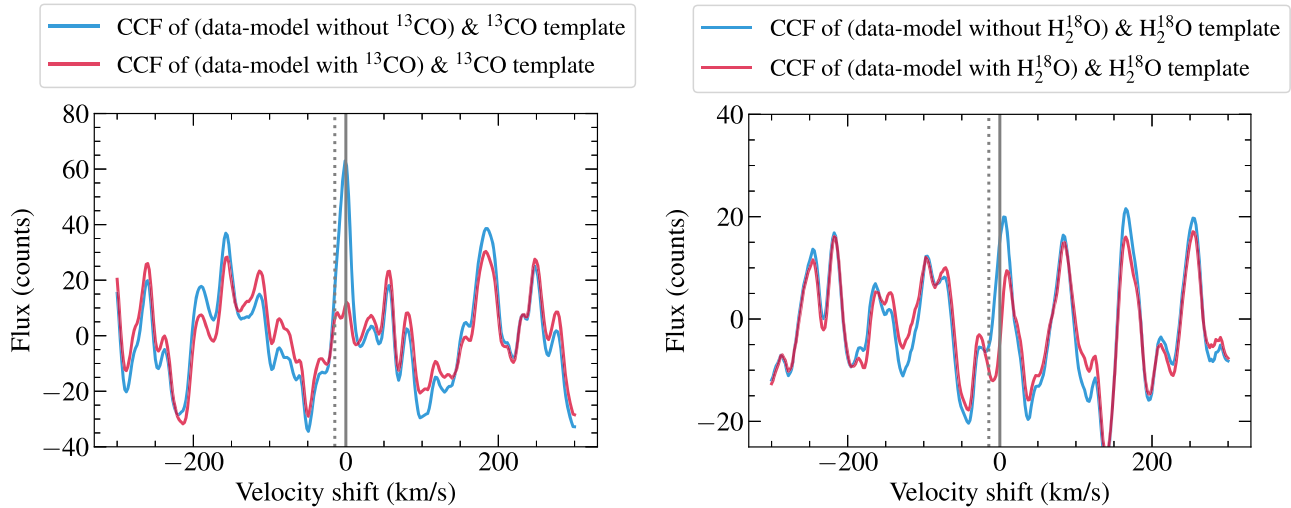 CCF of (data-model without ¹³CO) & ¹³CO template
CCF of (data-model with ¹³CO) & ¹³CO template
80
60
40
20
0
−20
−40
−200
0
200
Flux (counts)
Velocity shift (km/s)
CCF of (data-model without H₂¹⁸O) & H₂¹⁸O template
CCF of (data-model with H₂¹⁸O) & H₂¹⁸O template
40
20
0
−20
−200
0
200
Flux (counts)
Velocity shift (km/s)